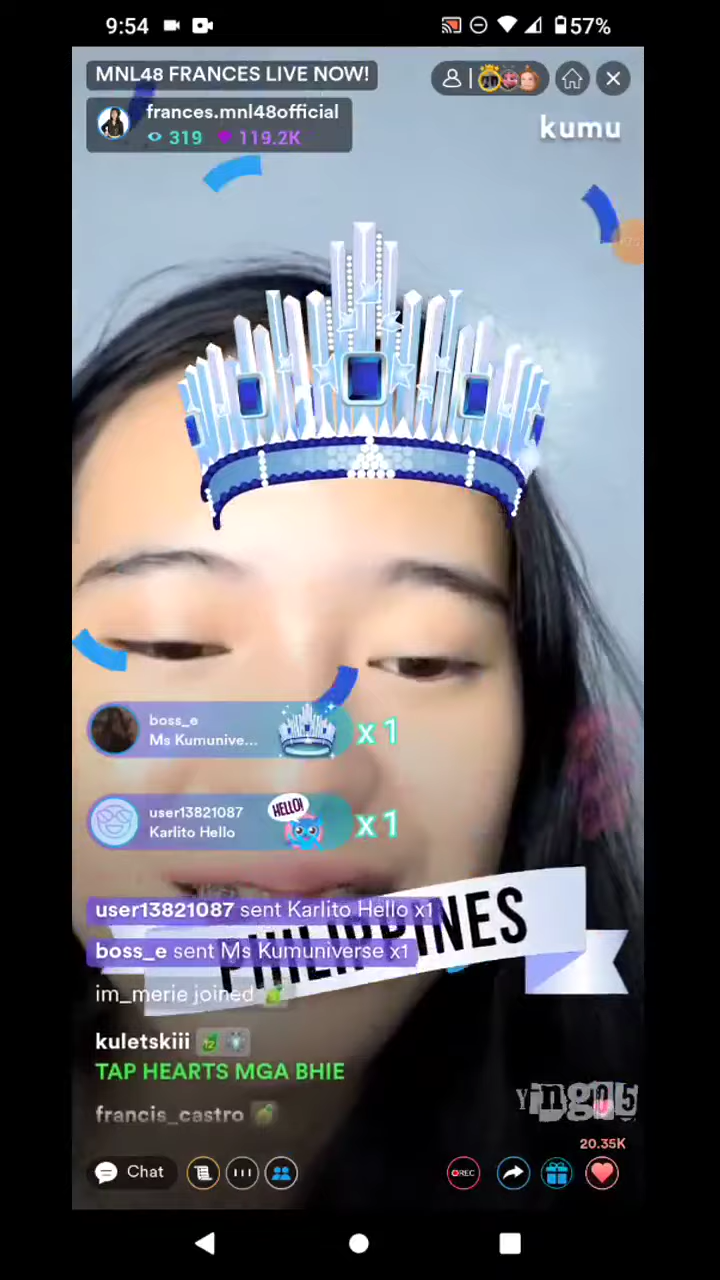 9:54
57%
MNL48 FRANCES LIVE NOW!
frances.mnl48official
319 119.2K
kumu
boss_e
Ms Kumunive...
x 1
HELLO!
user13821087
Karlito Hello
x 1
user13821087 sent Karlito Hello x1
PHILIPPINES
boss_e sent Ms Kumuniverse x1
im_merie joined
kuletskiii 12
TAP HEARTS MGA BHIE
francis_castro
20.35K
Chat
REC